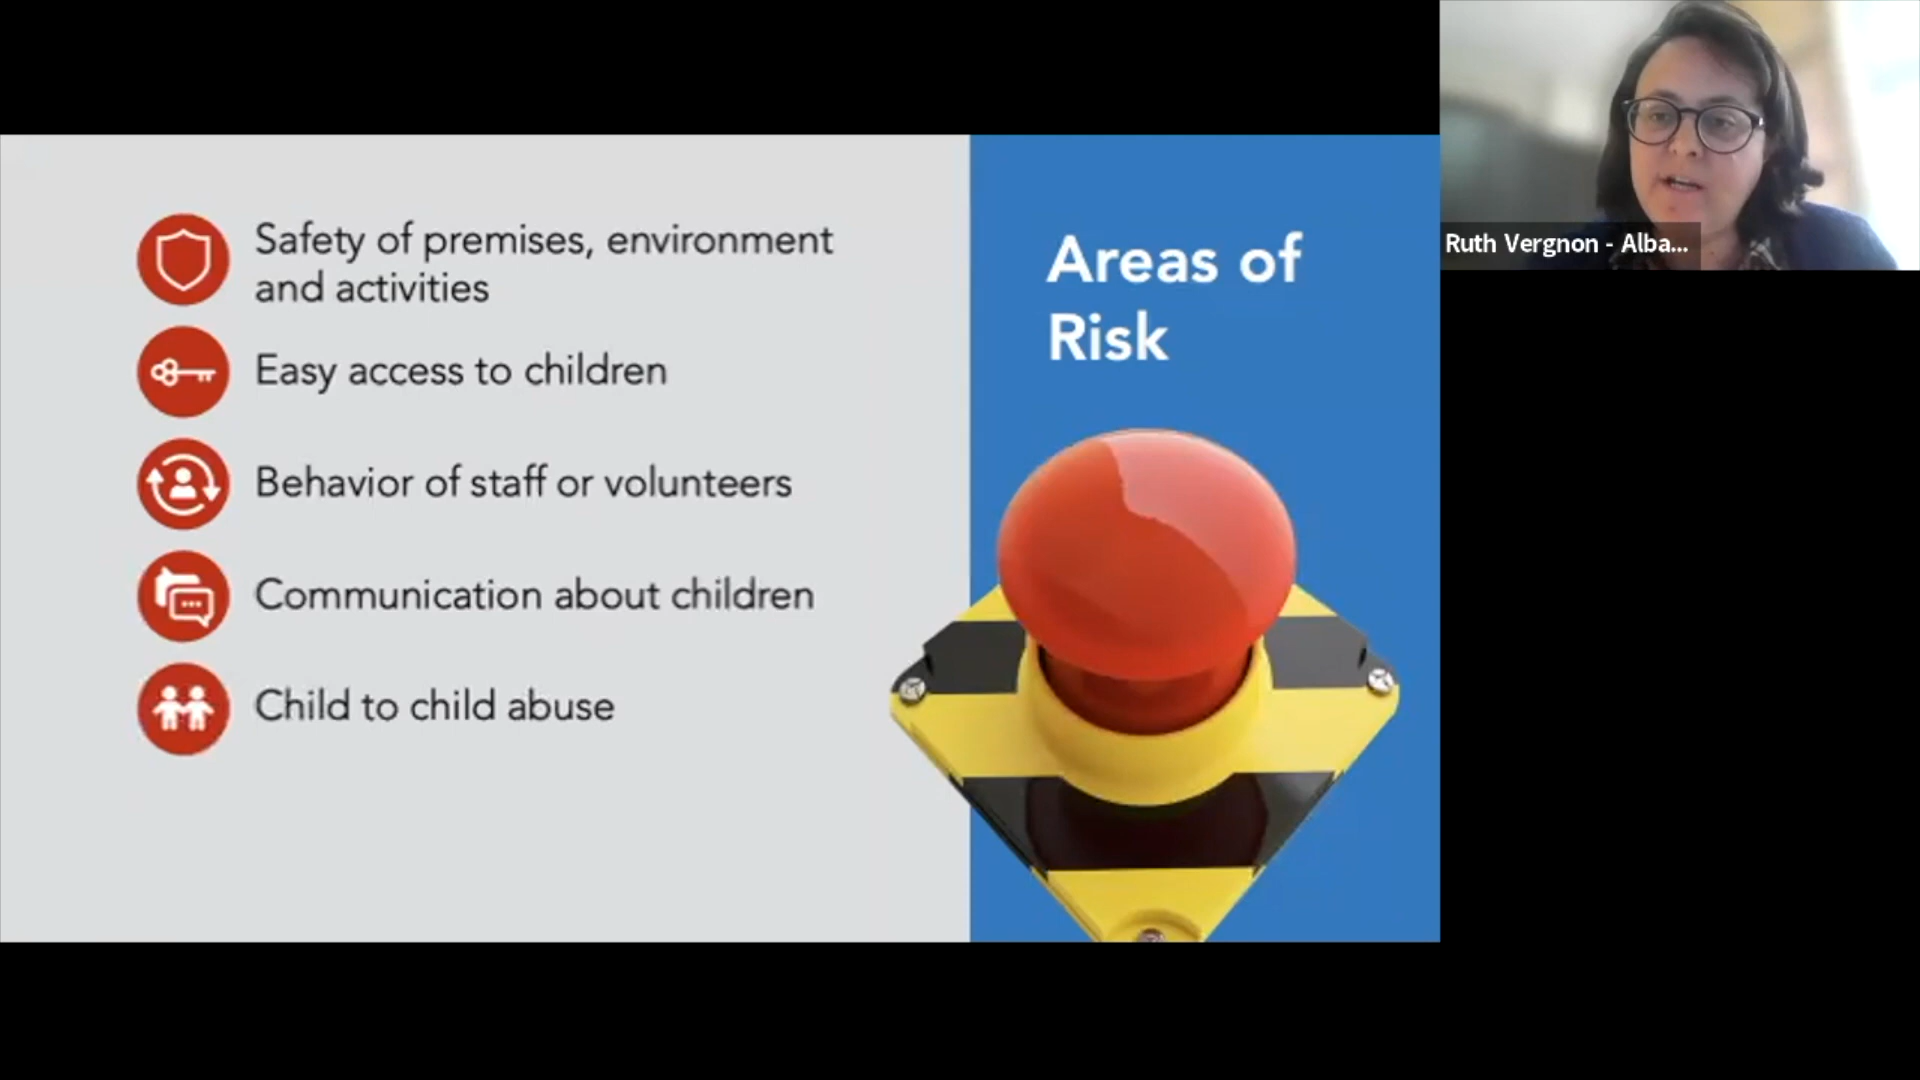 Safety of premises, environment
and activities
Easy access to children
Behavior of staff or volunteers
Communication about children
Child to child abuse
Areas of
Risk
Ruth Vergnon - Alba...